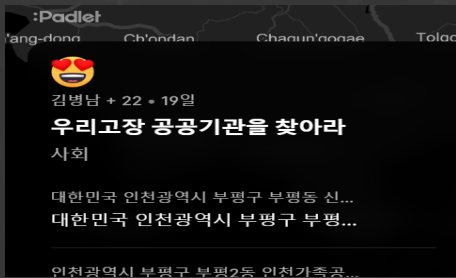 :Padlet
'ang-dong Ch'ondan Chagun'gogae Tolgo
김병남 + 22 • 19일
우리고장 공공기관을 찾아라
사회
대한민국 인천광역시 부평구 부평동 신...
대한민국 인천광역시 부평구 부평...
인천광역시 부평구 부평2동 인천가족공...